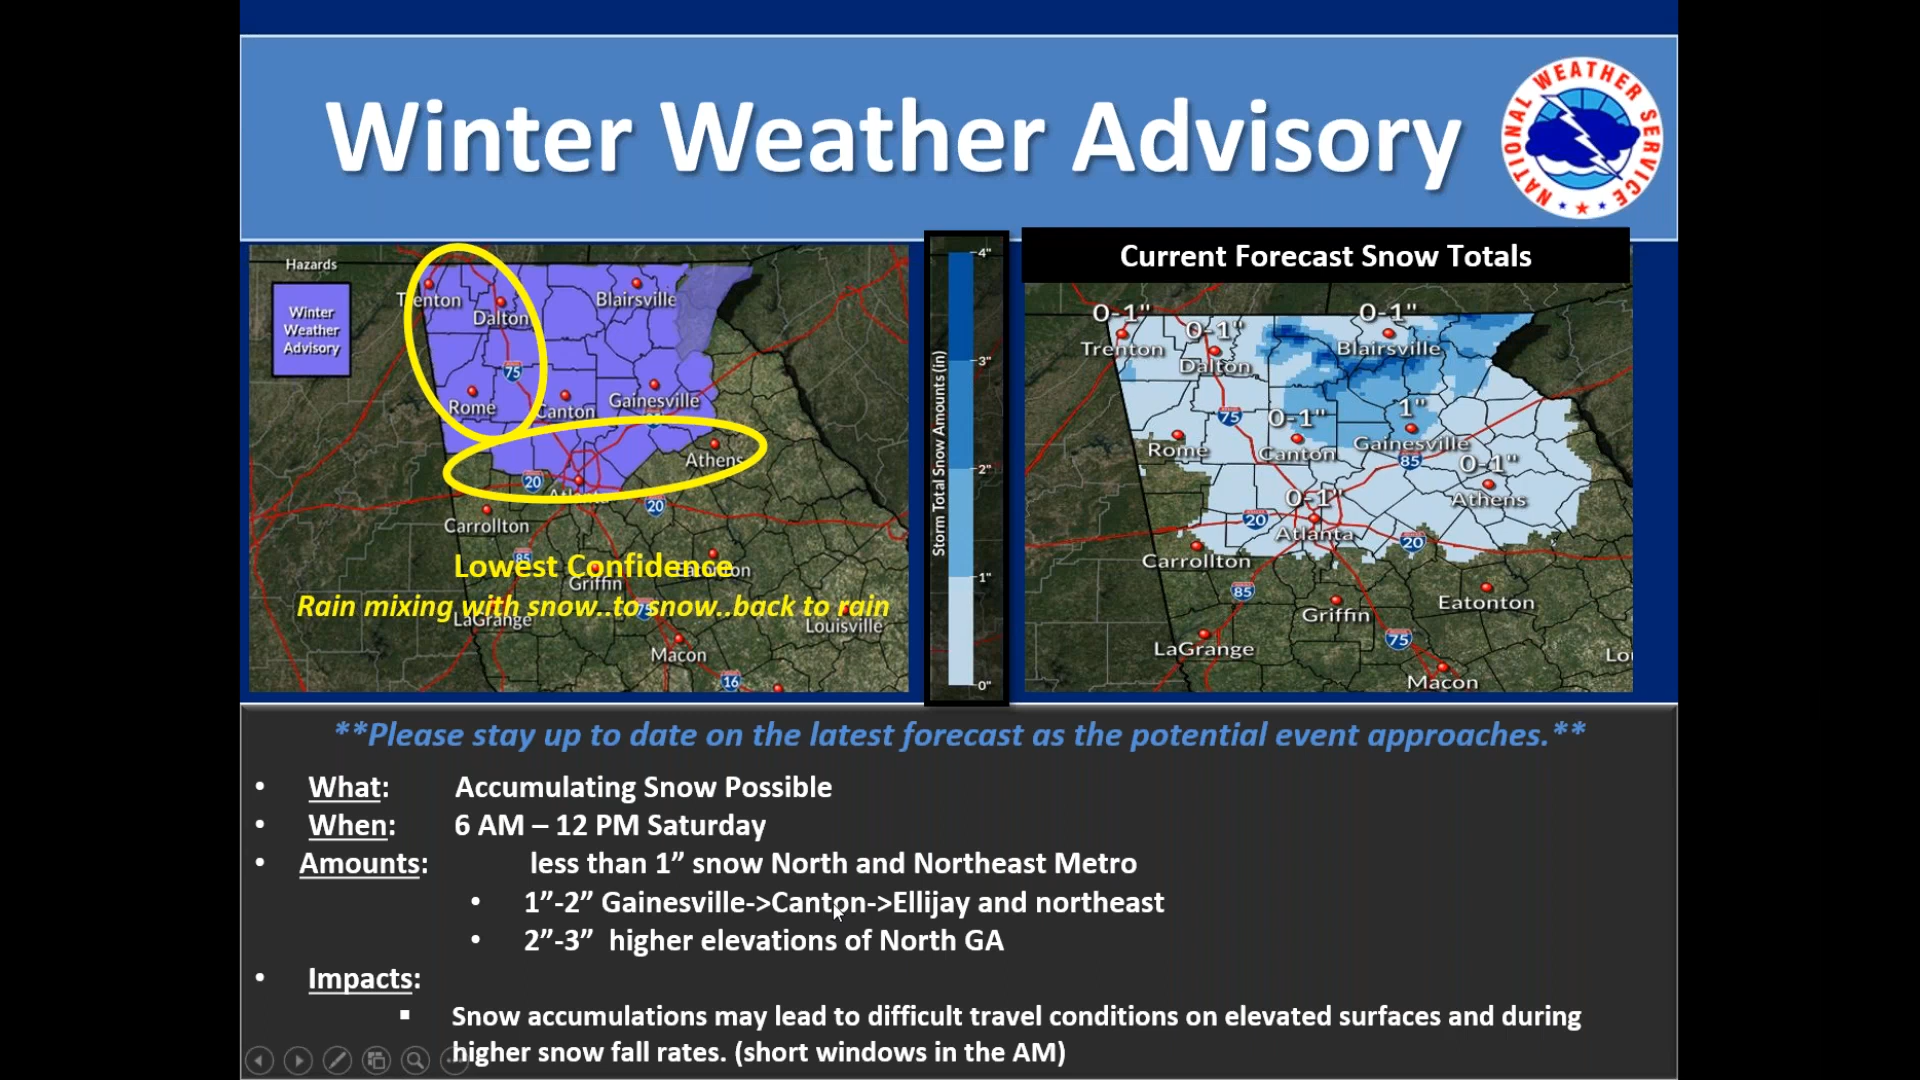 Winter Weather Advisory
NATIONAL WEATHER SERVICE
Hazards
Winter
Weather
Advisory
Trenton
Dalton
Blairsville
75
Rome
Canton
Gainesville
Athens
20
Atlanta
20
Carrollton
85
Lowest Confidence
Griffin
Eatonton
Rain mixing with snow..to snow..back to rain
75
LaGrange
Louisville
Macon
16
Storm Total Snow Amounts (in)
4"
3"
2"
1"
0"
Current Forecast Snow Totals
0-1"
Trenton
0-1"
Dalton
0-1"
Blairsville
75
0-1"
Canton
1"
Gainesville
Rome
85
0-1"
Athens
0-1"
Atlanta
20
20
Carrollton
85
Griffin
Eatonton
75
LaGrange
Lo
Macon
**Please stay up to date on the latest forecast as the potential event approaches.**
• What: Accumulating Snow Possible
• When: 6 AM – 12 PM Saturday
• Amounts: less than 1” snow North and Northeast Metro
• 1”-2” Gainesville->Canton->Ellijay and northeast
• 2”-3” higher elevations of North GA
• Impacts:
▪ Snow accumulations may lead to difficult travel conditions on elevated surfaces and during
higher snow fall rates. (short windows in the AM)